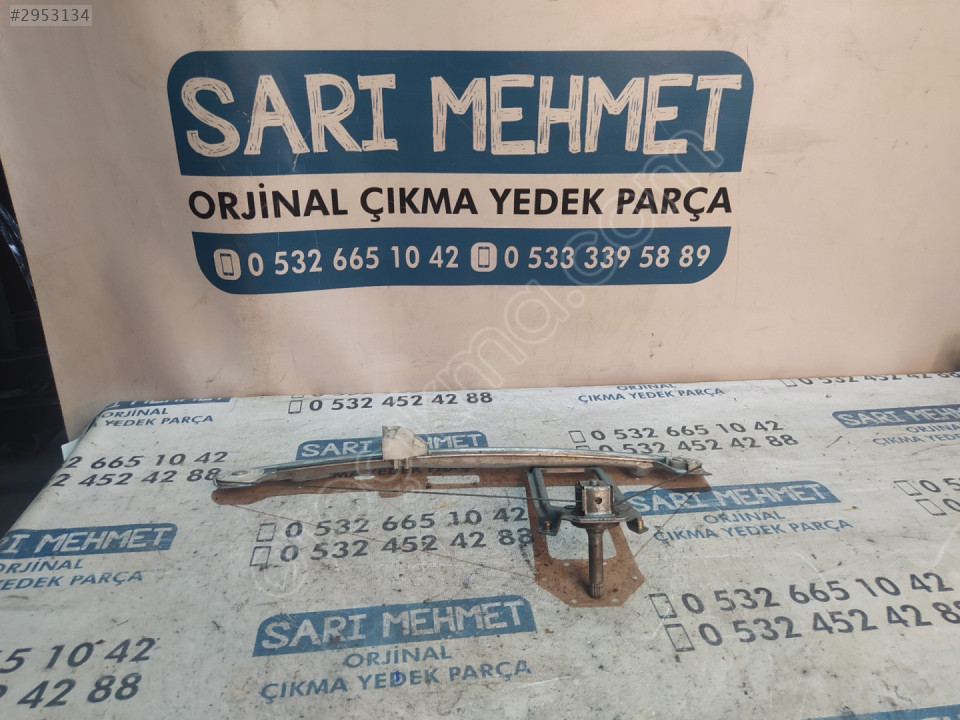 #2953134
SARI MEHMET
ORJİNAL ÇIKMA YEDEK PARÇA
0 532 665 10 42 0 533 339 58 89
0 532 452 42 88
ORJİNAL
ÇIKMA YEDEK PARÇA
0 532 452 42 88
SARI MEHMET
ORJİNAL
ÇIKMA YEDEK PARÇA
SARI MEHMET
0 532 665 10 42
0 532 452 42 88
SARI MEHMET
532 665 10 42
532 452 42 88
0 532 665 10 42
0 532 452 42 88
SARI MEHMET
ORJİNAL
ÇIKMA YEDEK PARÇA
SARI MEHMET
ORJİNAL
YEDEK PARÇA
0 532 665 10 42
0 532 452 42 88
SARI MEHMET
ORJİNAL
ÇIKMA YEDEK PARÇA
5 10 42
42 88